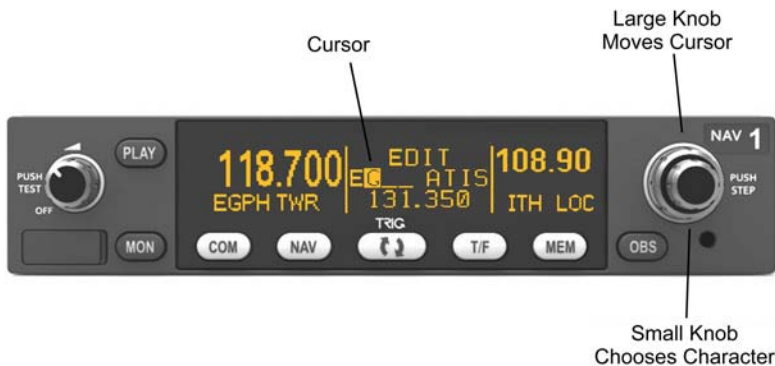 Large Knob
Moves Cursor
Cursor
NAV 1
PUSH
TEST
OFF
PLAY
118.700
EGPH TWR
EDIT
EG__ ATIS
131.350
108.90
ITH LOC
PUSH
STEP
TRIG
MON
COM
NAV
T/F
MEM
OBS
Small Knob
Chooses Character